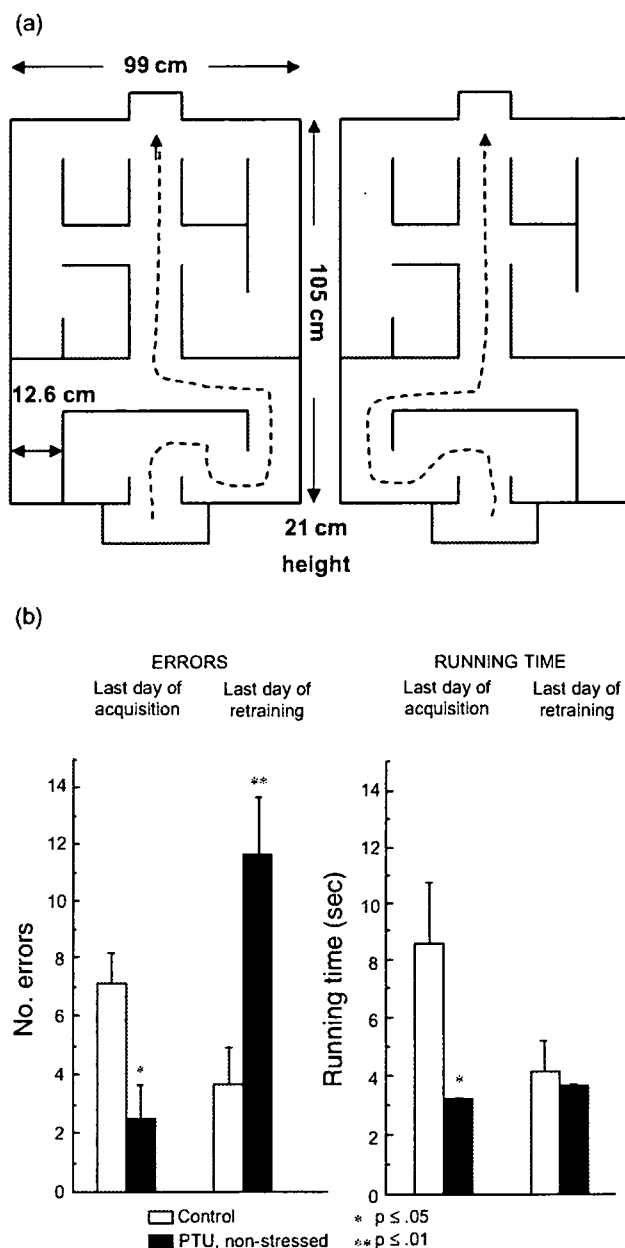 (a)
99 cm
105 cm
12.6 cm
21 cm
height
(b)
ERRORS
Last day of
acquisition
Last day of
retraining
No. errors
14
12
10
8
6
4
2
0
*
**
RUNNING TIME
Last day of
acquisition
Last day of
retraining
Running time (sec)
14
12
10
8
6
4
2
0
*
Control
PTU, non-stressed
* p ≤ .05
** p ≤ .01